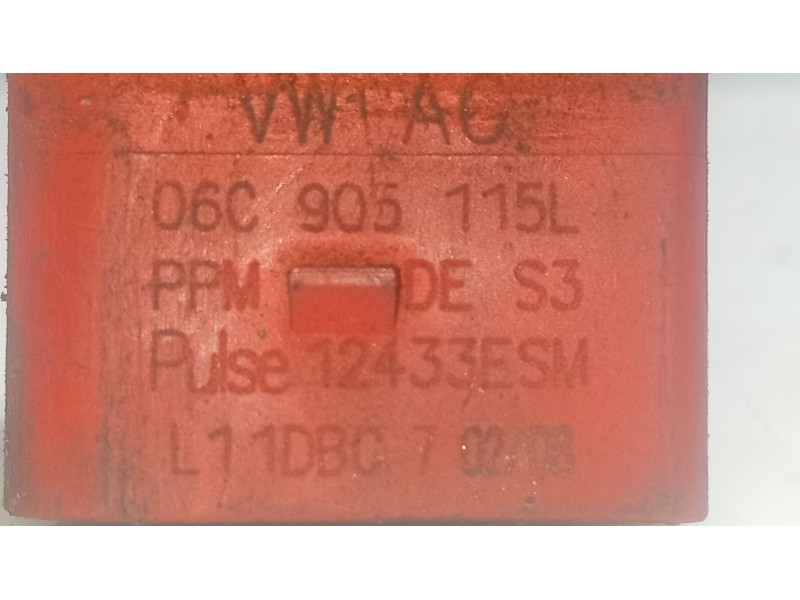 VW AG
06C 905 115L
PPM DE S3
Pulse 12433ESM
L11DBC 7